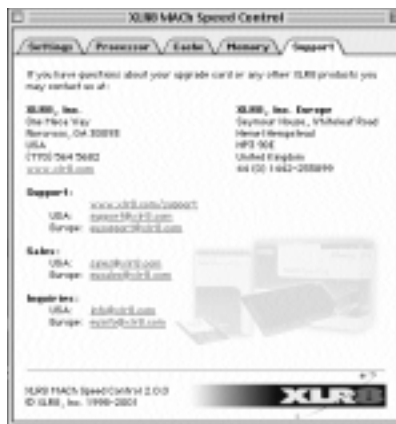 XLR8 MACh Speed Control
Settings
Processor
Cache
Memory
Support
If you have questions about your upgrade card or any other XLR8 products you
may contact us at:
XLR8, Inc.
One Meca Way
Norcross, GA 30093
USA
(770) 564 5682
www.xlr8.com
XLR8, Inc. Europe
Seymour House, Whiteleaf Road
Hemel Hempstead
HP3 9DE
United Kingdom
44 (0) 1442-255899
Support:
www.xlr8.com/support
USA: support@xlr8.com
Europe: eusupport@xlr8.com
Sales:
USA: sales@xlr8.com
Europe: eusales@xlr8.com
Inquiries:
USA: info@xlr8.com
Europe: euinfo@xlr8.com
XLR8 MACh Speed Control 2.0.0
© XLR8, Inc. 1998-2001
XLR8